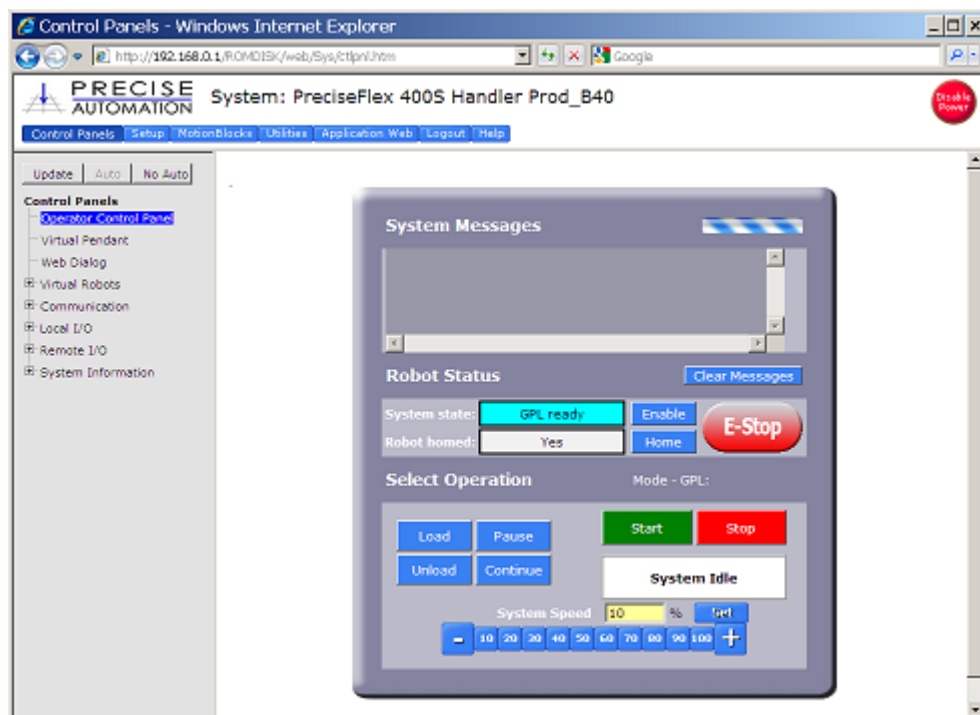 Control Panels - Windows Internet Explorer
http://192.168.0.1/ROMDISK/web/Sys/ctlpnl.htm
Google
PRECISE
AUTOMATION
System: PreciseFlex 400S Handler Prod_B40
Disable
Power
Control Panels Setup MotionBlocks Utilities Application Web Logout Help
Update Auto No Auto
Control Panels
Operator Control Panel
Virtual Pendant
Web Dialog
Virtual Robots
Communication
Local I/O
Remote I/O
System Information
System Messages
Robot Status
Clear Messages
System state: GPL ready Enable
E-Stop
Robot homed: Yes Home
Select Operation Mode - GPL:
Load Pause Start Stop
Unload Continue System Idle
System Speed 10 % Set
- 10 20 30 40 50 60 70 80 90 100 +